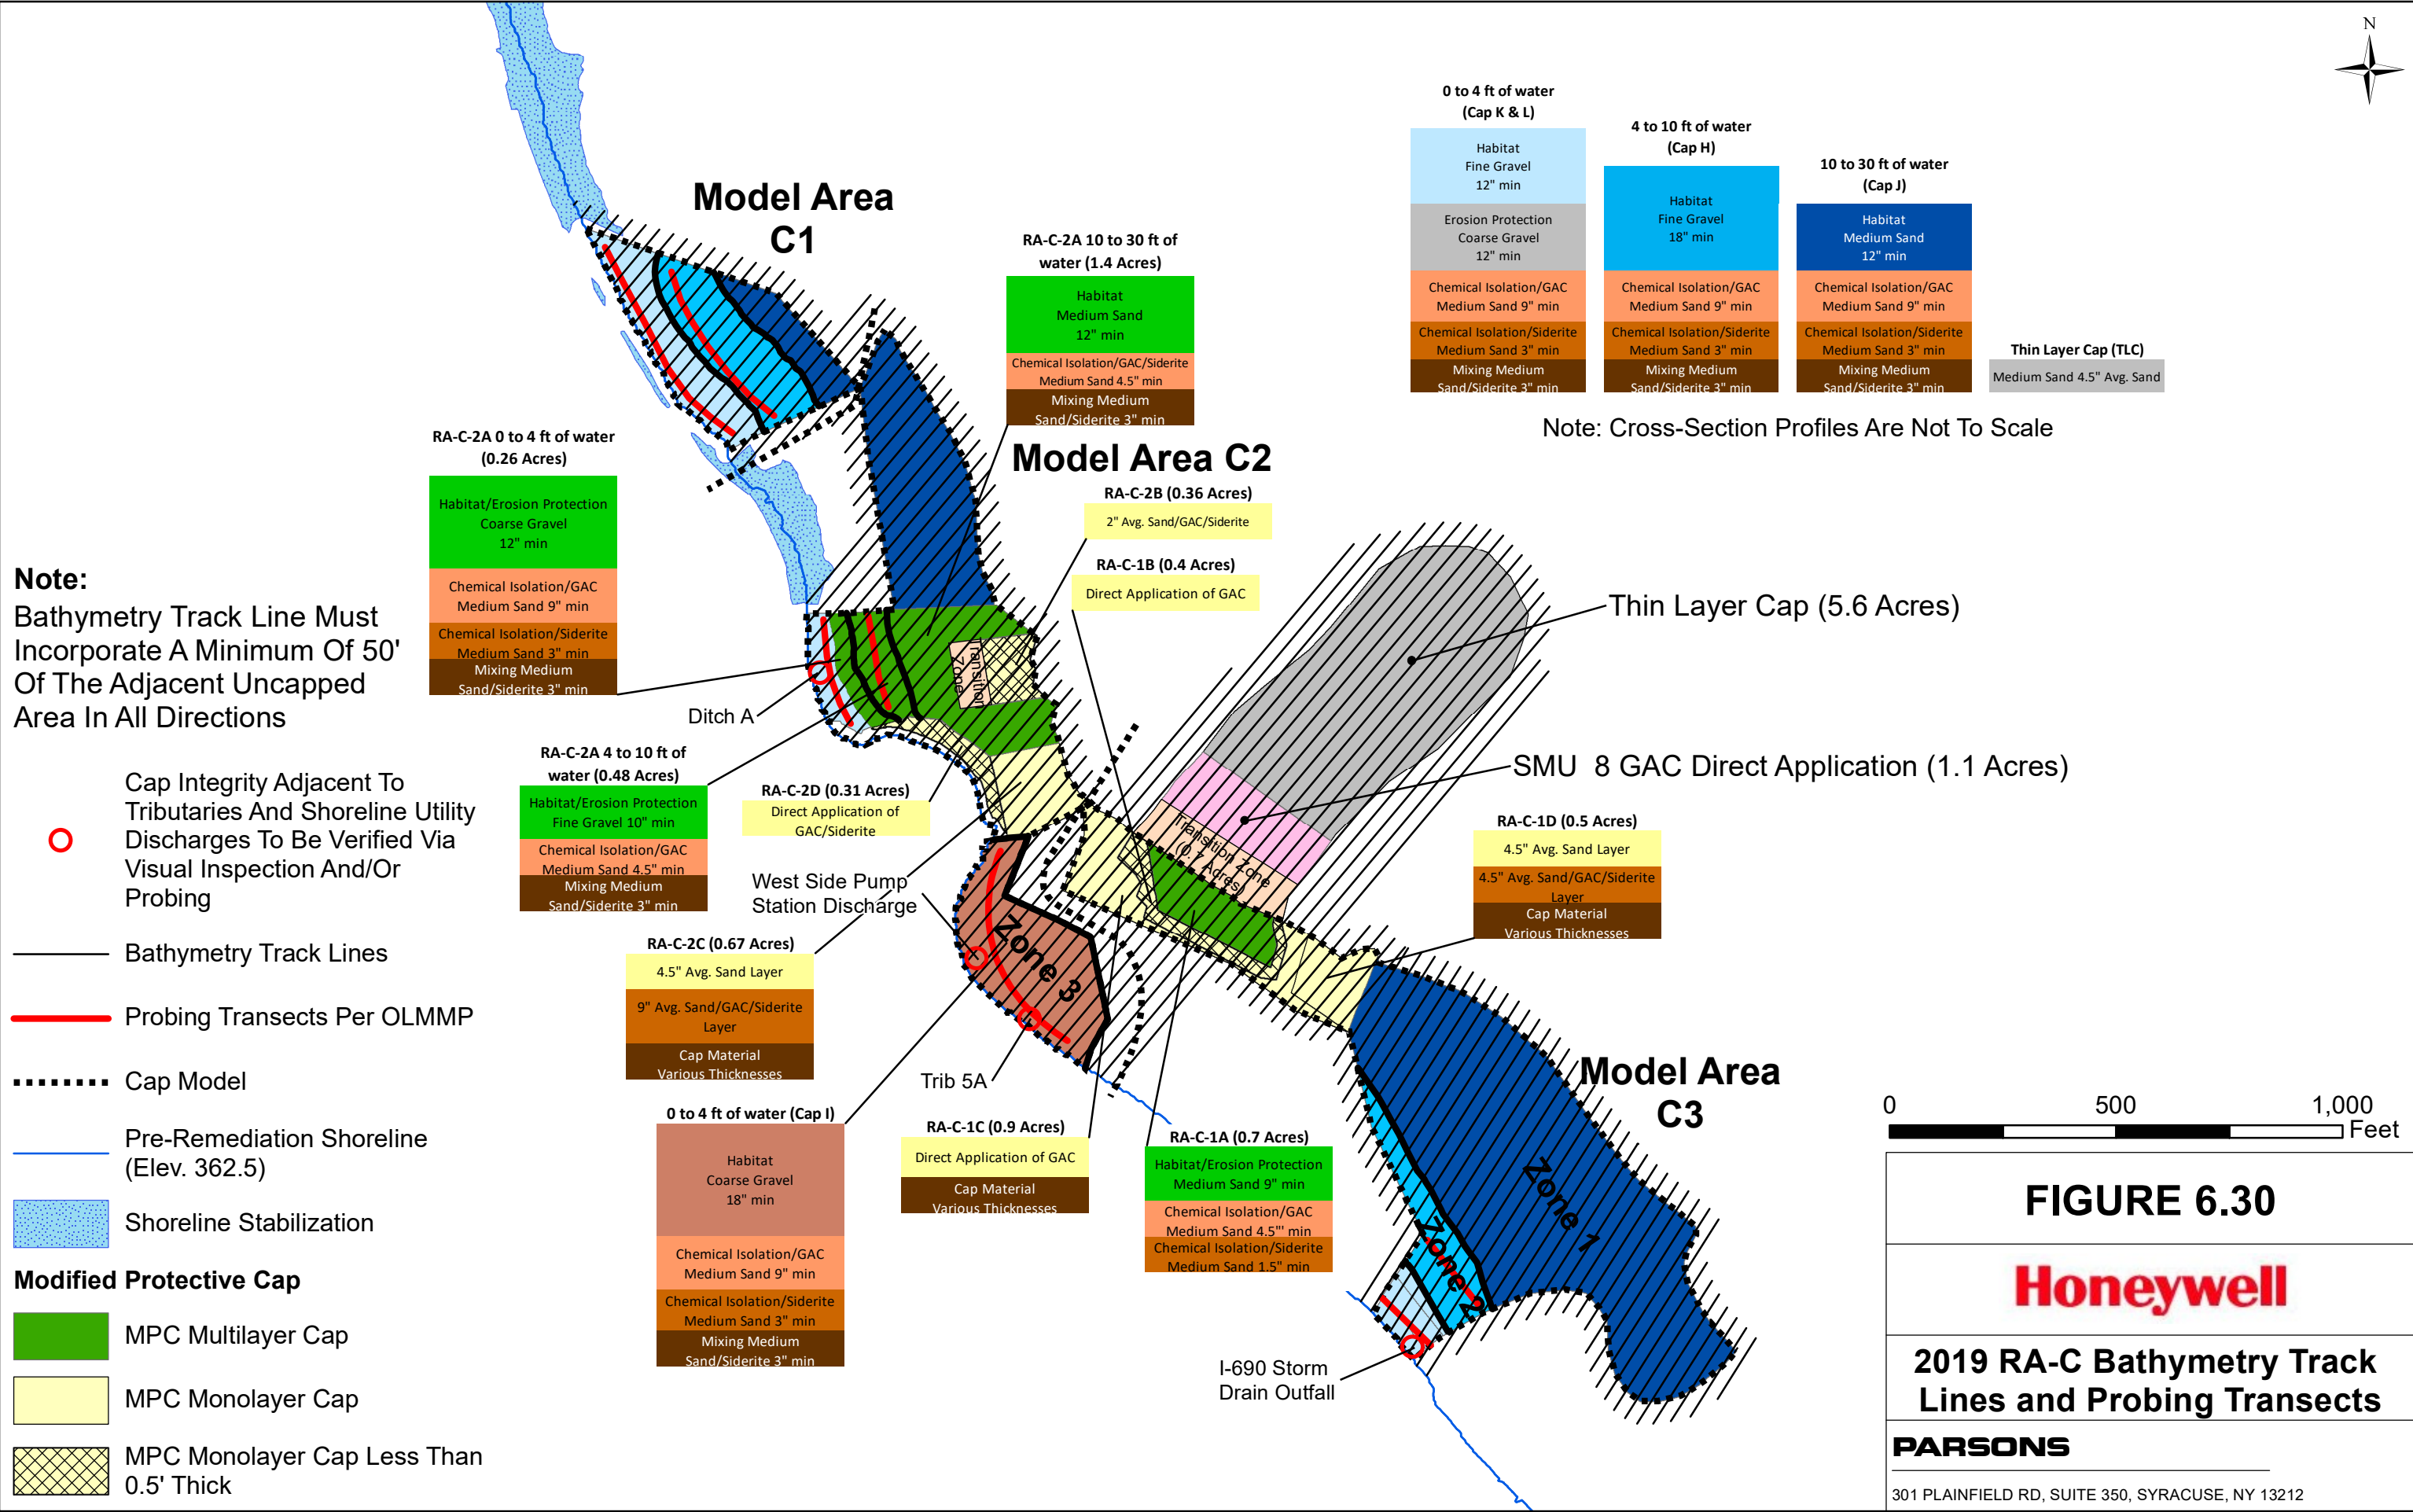 N
Model Area
C1
0 to 4 ft of water
(Cap K & L)
Habitat
Fine Gravel
12" min
Erosion Protection
Coarse Gravel
12" min
Chemical Isolation/GAC
Medium Sand 9" min
Chemical Isolation/Siderite
Medium Sand 3" min
Mixing Medium
Sand/Siderite 3" min
4 to 10 ft of water
(Cap H)
Habitat
Fine Gravel
18" min
Chemical Isolation/GAC
Medium Sand 9" min
Chemical Isolation/Siderite
Medium Sand 3" min
Mixing Medium
Sand/Siderite 3" min
10 to 30 ft of water
(Cap J)
Habitat
Medium Sand
12" min
Chemical Isolation/GAC
Medium Sand 9" min
Chemical Isolation/Siderite
Medium Sand 3" min
Mixing Medium
Sand/Siderite 3" min
Thin Layer Cap (TLC)
Medium Sand 4.5" Avg. Sand
Note: Cross-Section Profiles Are Not To Scale
RA-C-2A 10 to 30 ft of
water (1.4 Acres)
Habitat
Medium Sand
12" min
Chemical Isolation/GAC/Siderite
Medium Sand 4.5" min
Mixing Medium
Sand/Siderite 3" min
Model Area C2
RA-C-2A 0 to 4 ft of water
(0.26 Acres)
Habitat/Erosion Protection
Coarse Gravel
12" min
Chemical Isolation/GAC
Medium Sand 9" min
Chemical Isolation/Siderite
Medium Sand 3" min
Mixing Medium
Sand/Siderite 3" min
RA-C-2B (0.36 Acres)
2" Avg. Sand/GAC/Siderite
RA-C-1B (0.4 Acres)
Direct Application of GAC
Thin Layer Cap (5.6 Acres)
SMU 8 GAC Direct Application (1.1 Acres)
Transition
Zone
Transition Zone
(0.7 Acres)
Ditch A
RA-C-2A 4 to 10 ft of
water (0.48 Acres)
Habitat/Erosion Protection
Fine Gravel 10" min
Chemical Isolation/GAC
Medium Sand 4.5" min
Mixing Medium
Sand/Siderite 3" min
RA-C-2D (0.31 Acres)
Direct Application of
GAC/Siderite
West Side Pump
Station Discharge
RA-C-2C (0.67 Acres)
4.5" Avg. Sand Layer
9" Avg. Sand/GAC/Siderite
Layer
Cap Material
Various Thicknesses
Zone 3
Trib 5A
RA-C-1D (0.5 Acres)
4.5" Avg. Sand Layer
4.5" Avg. Sand/GAC/Siderite
Layer
Cap Material
Various Thicknesses
0 to 4 ft of water (Cap I)
Habitat
Coarse Gravel
18" min
Chemical Isolation/GAC
Medium Sand 9" min
Chemical Isolation/Siderite
Medium Sand 3" min
Mixing Medium
Sand/Siderite 3" min
RA-C-1C (0.9 Acres)
Direct Application of GAC
Cap Material
Various Thicknesses
RA-C-1A (0.7 Acres)
Habitat/Erosion Protection
Medium Sand 9" min
Chemical Isolation/GAC
Medium Sand 4.5"' min
Chemical Isolation/Siderite
Medium Sand 1.5" min
Model Area
C3
Zone 1
Zone 2
I-690 Storm
Drain Outfall
Note:
Bathymetry Track Line Must
Incorporate A Minimum Of 50'
Of The Adjacent Uncapped
Area In All Directions
Cap Integrity Adjacent To
Tributaries And Shoreline Utility
Discharges To Be Verified Via
Visual Inspection And/Or
Probing
Bathymetry Track Lines
Probing Transects Per OLMMP
Cap Model
Pre-Remediation Shoreline
(Elev. 362.5)
Shoreline Stabilization
Modified Protective Cap
MPC Multilayer Cap
MPC Monolayer Cap
MPC Monolayer Cap Less Than
0.5' Thick
0 500 1,000
Feet
FIGURE 6.30
Honeywell
2019 RA-C Bathymetry Track
Lines and Probing Transects
PARSONS
301 PLAINFIELD RD, SUITE 350, SYRACUSE, NY 13212